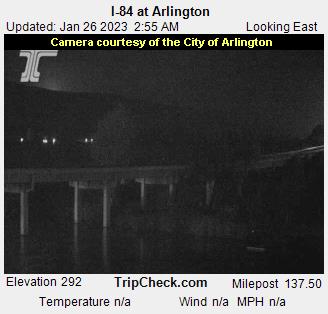 I-84 at Arlington
Updated: Jan 26 2023 2:55 AM Looking East
Camera courtesy of the City of Arlington
Elevation 292 TripCheck.com Milepost 137.50
Temperature n/a Wind n/a MPH n/a